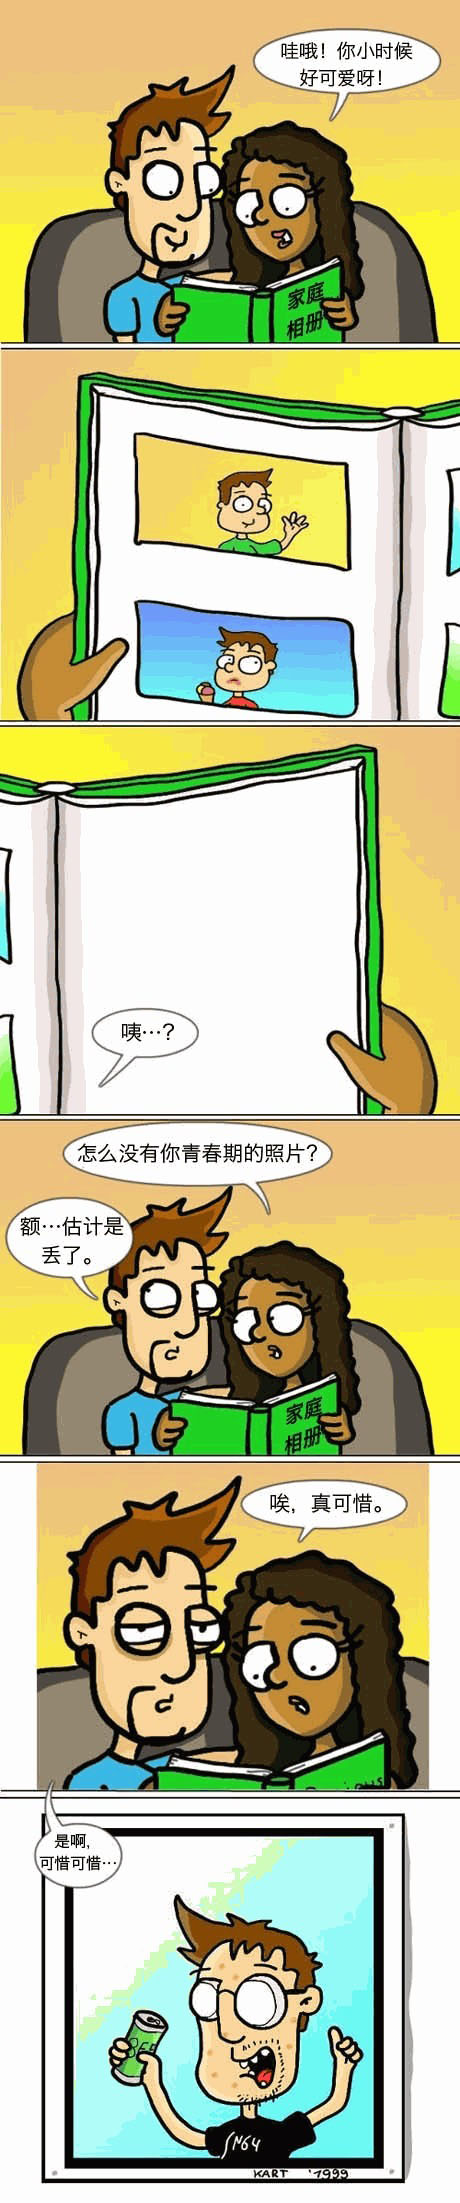 哇哦！你小时候
好可爱呀！
家庭
相册
咦…？
怎么没有你青春期的照片？
额…估计是
丢了。
家庭
相册
唉，真可惜。
是啊，
可惜可惜…
KART '1999